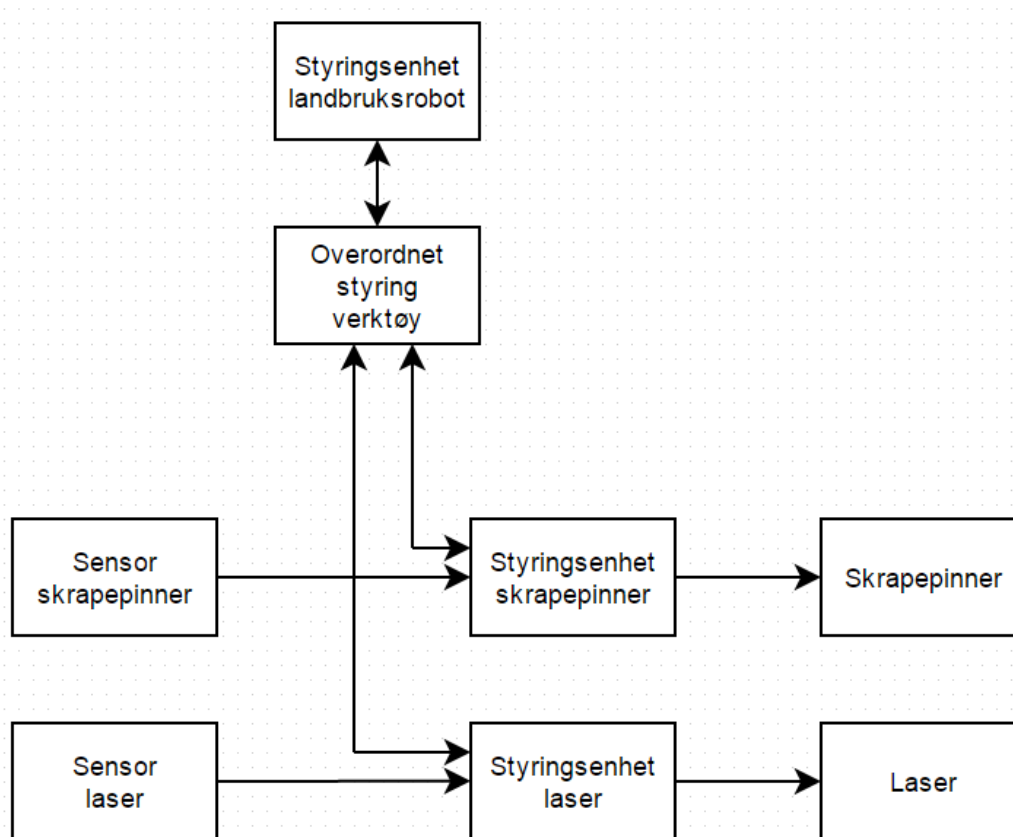 Styringsenhet
landbruksrobot
Overordnet
styring
verktøy
Sensor
skrapepinner
Styringsenhet
skrapepinner
Skrapepinner
Sensor
laser
Styringsenhet
laser
Laser